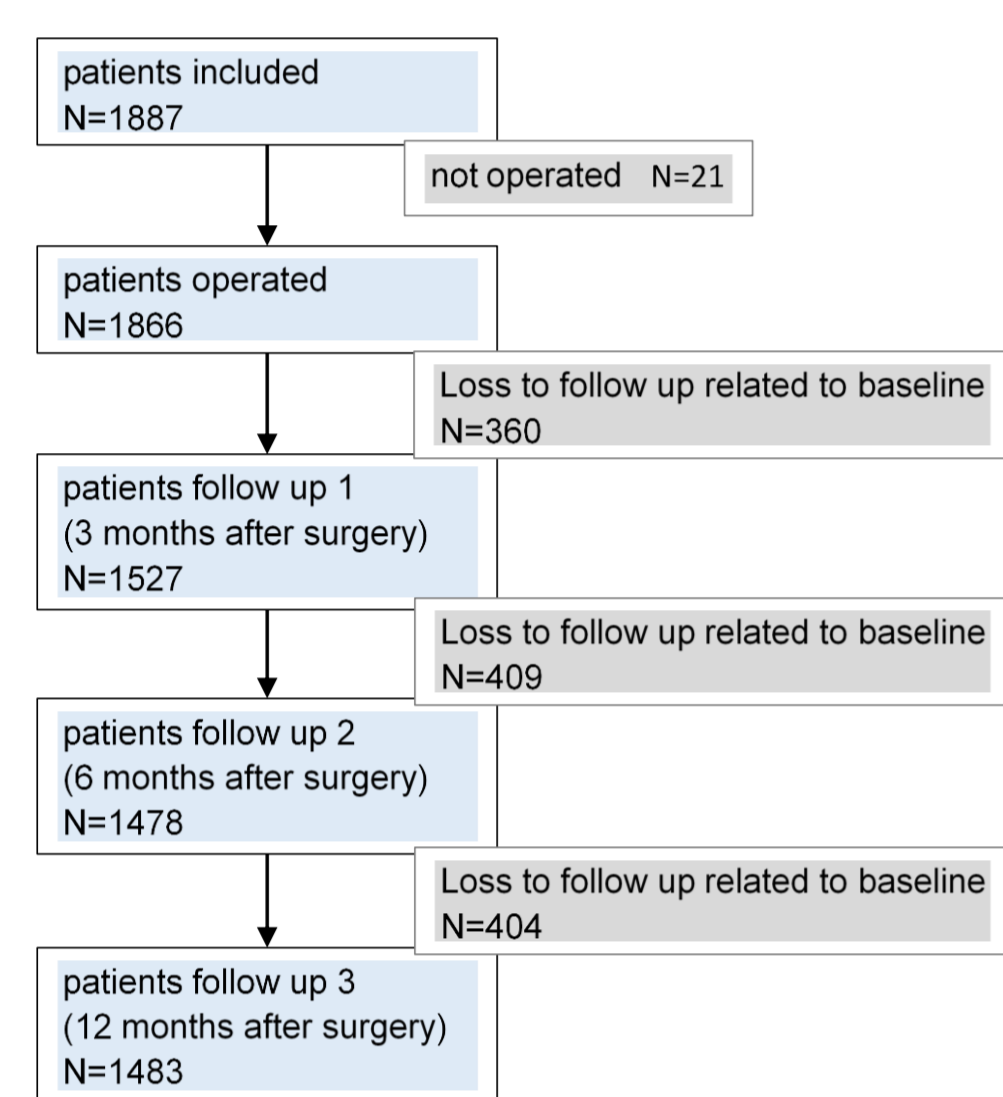 patients included
N=1887
not operated N=21
patients operated
N=1866
Loss to follow up related to baseline
N=360
patients follow up 1
(3 months after surgery)
N=1527
Loss to follow up related to baseline
N=409
patients follow up 2
(6 months after surgery)
N=1478
Loss to follow up related to baseline
N=404
patients follow up 3
(12 months after surgery)
N=1483